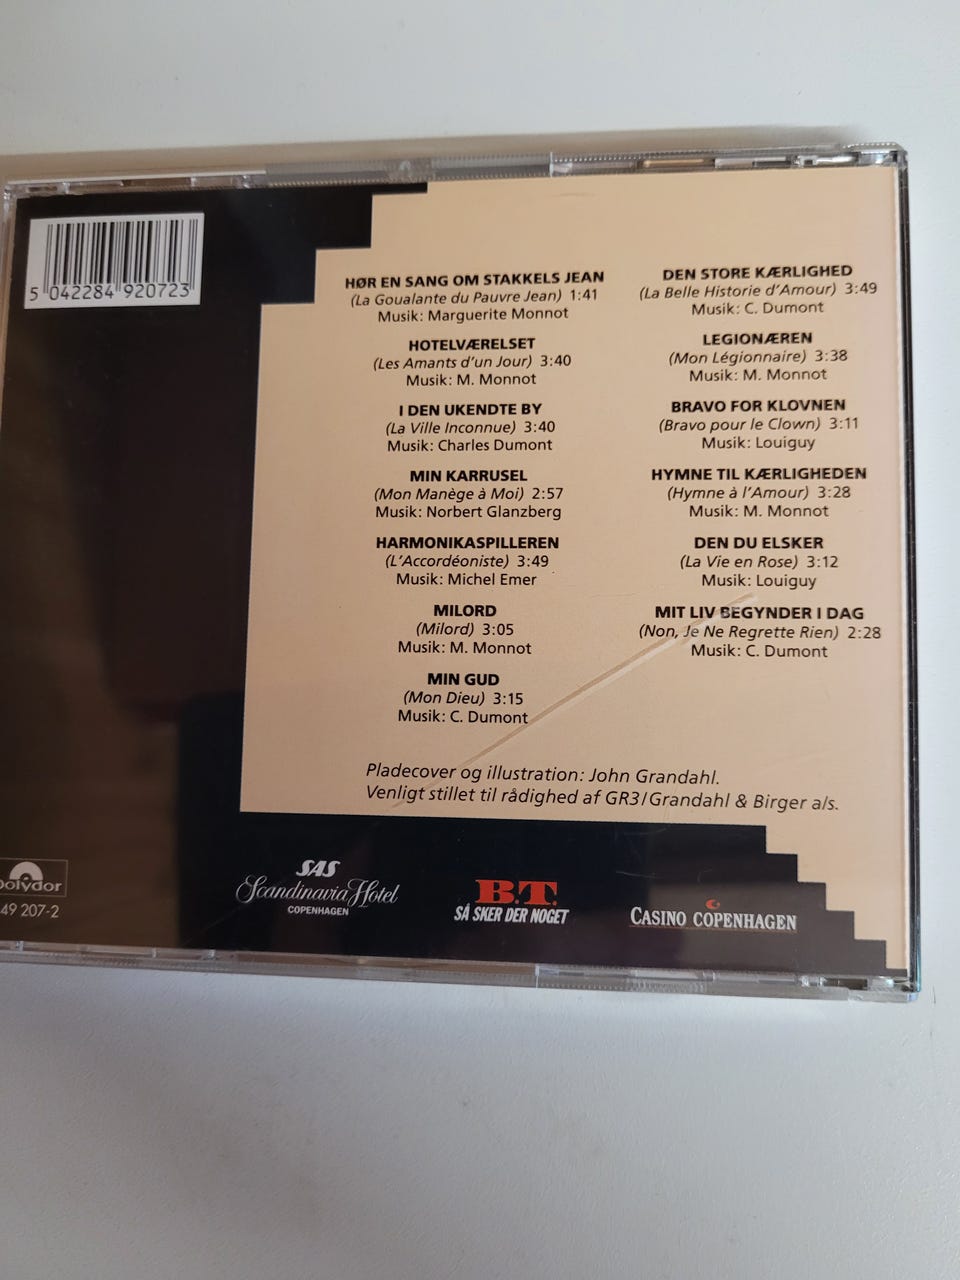 5 042284 920723
HØR EN SANG OM STAKKELS JEAN
(La Goualante du Pauvre Jean) 1:41
Musik: Marguerite Monnot
HOTELVÆRELSET
(Les Amants d'un Jour) 3:40
Musik: M. Monnot
I DEN UKENDTE BY
(La Ville Inconnue) 3:40
Musik: Charles Dumont
MIN KARRUSEL
(Mon Manège à Moi) 2:57
Musik: Norbert Glanzberg
HARMONIKASPILLEREN
(L'Accordéoniste) 3:49
Musik: Michel Emer
MILORD
(Milord) 3:05
Musik: M. Monnot
MIN GUD
(Mon Dieu) 3:15
Musik: C. Dumont
DEN STORE KÆRLIGHED
(La Belle Historie d'Amour) 3:49
Musik: C. Dumont
LEGIONÆREN
(Mon Légionnaire) 3:38
Musik: M. Monnot
BRAVO FOR KLOVNEN
(Bravo pour le Clown) 3:11
Musik: Louiguy
HYMNE TIL KÆRLIGHEDEN
(Hymne à l'Amour) 3:28
Musik: M. Monnot
DEN DU ELSKER
(La Vie en Rose) 3:12
Musik: Louiguy
MIT LIV BEGYNDER I DAG
(Non, Je Ne Regrette Rien) 2:28
Musik: C. Dumont
Pladecover og illustration: John Grandahl.
Venligt stillet til rådighed af GR3/Grandahl & Birger a/s.
polydor
49 207-2
SAS
Scandinavia Hotel
COPENHAGEN
B.T.
SÅ SKER DER NOGET
CASINO COPENHAGEN